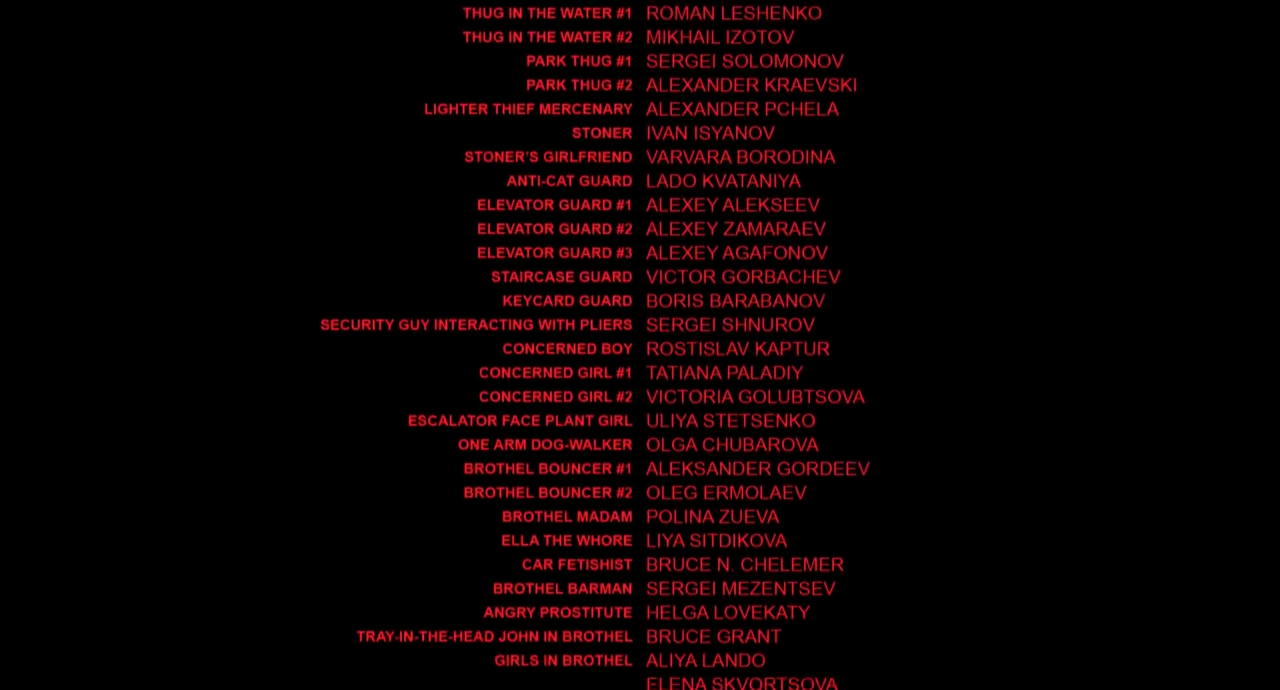 THUG IN THE WATER #1 ROMAN LESHENKO
THUG IN THE WATER #2 MIKHAIL IZOTOV
PARK THUG #1 SERGEI SOLOMONOV
PARK THUG #2 ALEXANDER KRAEVSKI
LIGHTER THIEF MERCENARY ALEXANDER PCHELA
STONER IVAN ISYANOV
STONER'S GIRLFRIEND VARVARA BORODINA
ANTI-CAT GUARD LADO KVATANIYA
ELEVATOR GUARD #1 ALEXEY ALEKSEEV
ELEVATOR GUARD #2 ALEXEY ZAMARAEV
ELEVATOR GUARD #3 ALEXEY AGAFONOV
STAIRCASE GUARD VICTOR GORBACHEV
KEYCARD GUARD BORIS BARABANOV
SECURITY GUY INTERACTING WITH PLIERS SERGEI SHNUROV
CONCERNED BOY ROSTISLAV KAPTUR
CONCERNED GIRL #1 TATIANA PALADIY
CONCERNED GIRL #2 VICTORIA GOLUBTSOVA
ESCALATOR FACE PLANT GIRL ULIYA STETSENKO
ONE ARM DOG-WALKER OLGA CHUBAROVA
BROTHEL BOUNCER #1 ALEKSANDER GORDEEV
BROTHEL BOUNCER #2 OLEG ERMOLAEV
BROTHEL MADAM POLINA ZUEVA
ELLA THE WHORE LIYA SITDIKOVA
CAR FETISHIST BRUCE N. CHELEMER
BROTHEL BARMAN SERGEI MEZENTSEV
ANGRY PROSTITUTE HELGA LOVEKATY
TRAY-IN-THE-HEAD JOHN IN BROTHEL BRUCE GRANT
GIRLS IN BROTHEL ALIYA LANDO
ELENA SKVORTSOVA